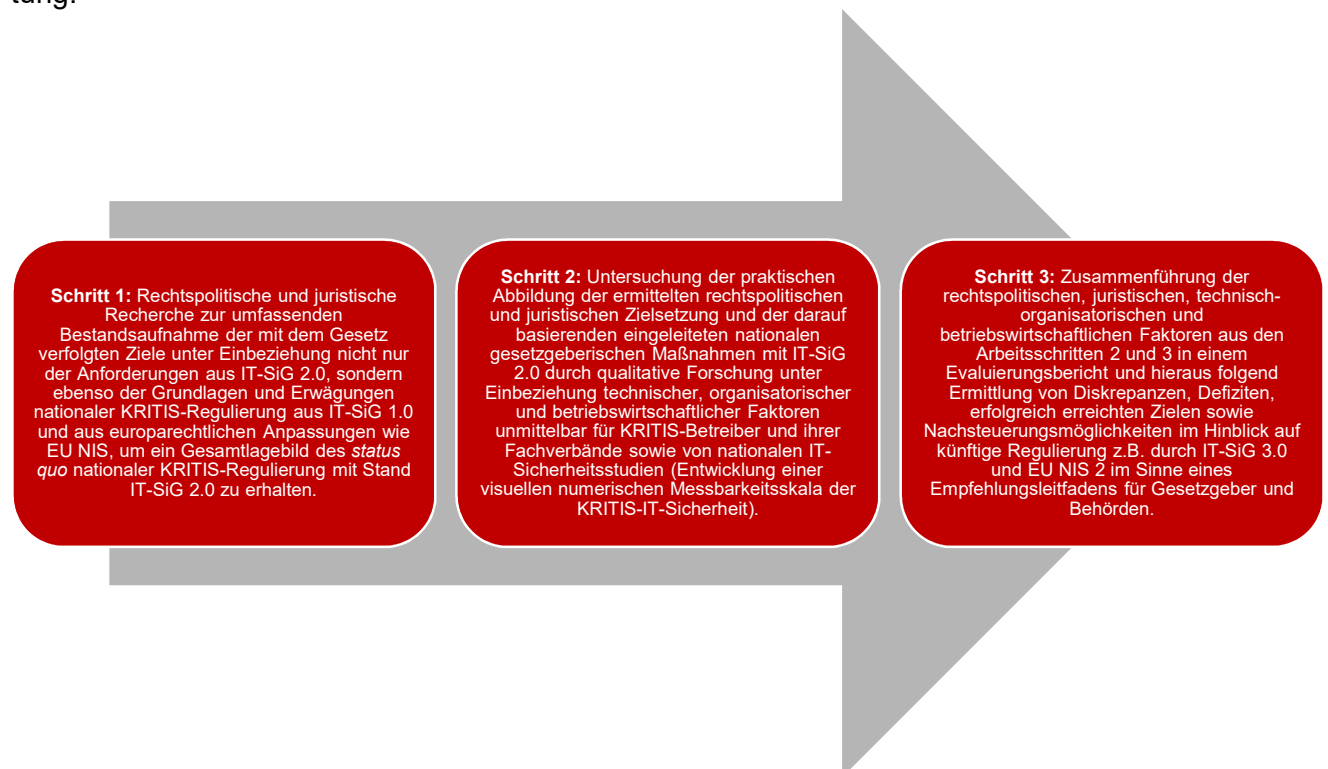 tung.
Schritt 1: Rechtspolitische und juristische
Recherche zur umfassenden
Bestandsaufnahme der mit dem Gesetz
verfolgten Ziele unter Einbeziehung nicht nur
der Anforderungen aus IT-SiG 2.0, sondern
ebenso der Grundlagen und Erwägungen
nationaler KRITIS-Regulierung aus IT-SiG 1.0
und aus europarechtlichen Anpassungen wie
EU NIS, um ein Gesamtlagebild des status
quo nationaler KRITIS-Regulierung mit Stand
IT-SiG 2.0 zu erhalten.
Schritt 2: Untersuchung der praktischen
Abbildung der ermittelten rechtspolitischen
und juristischen Zielsetzung und der darauf
basierenden eingeleiteten nationalen
gesetzgeberischen Maßnahmen mit IT-SiG
2.0 durch qualitative Forschung unter
Einbeziehung technischer, organisatorischer
und betriebswirtschaftlicher Faktoren
unmittelbar für KRITIS-Betreiber und ihrer
Fachverbände sowie von nationalen IT-
Sicherheitsstudien (Entwicklung einer
visuellen numerischen Messbarkeitsskala der
KRITIS-IT-Sicherheit).
Schritt 3: Zusammenführung der
rechtspolitischen, juristischen, technisch-
organisatorischen und
betriebswirtschaftlichen Faktoren aus den
Arbeitsschritten 2 und 3 in einem
Evaluierungsbericht und hieraus folgend
Ermittlung von Diskrepanzen, Defiziten,
erfolgreich erreichten Zielen sowie
Nachsteuerungsmöglichkeiten im Hinblick auf
künftige Regulierung z.B. durch IT-SiG 3.0
und EU NIS 2 im Sinne eines
Empfehlungsleitfadens für Gesetzgeber und
Behörden.